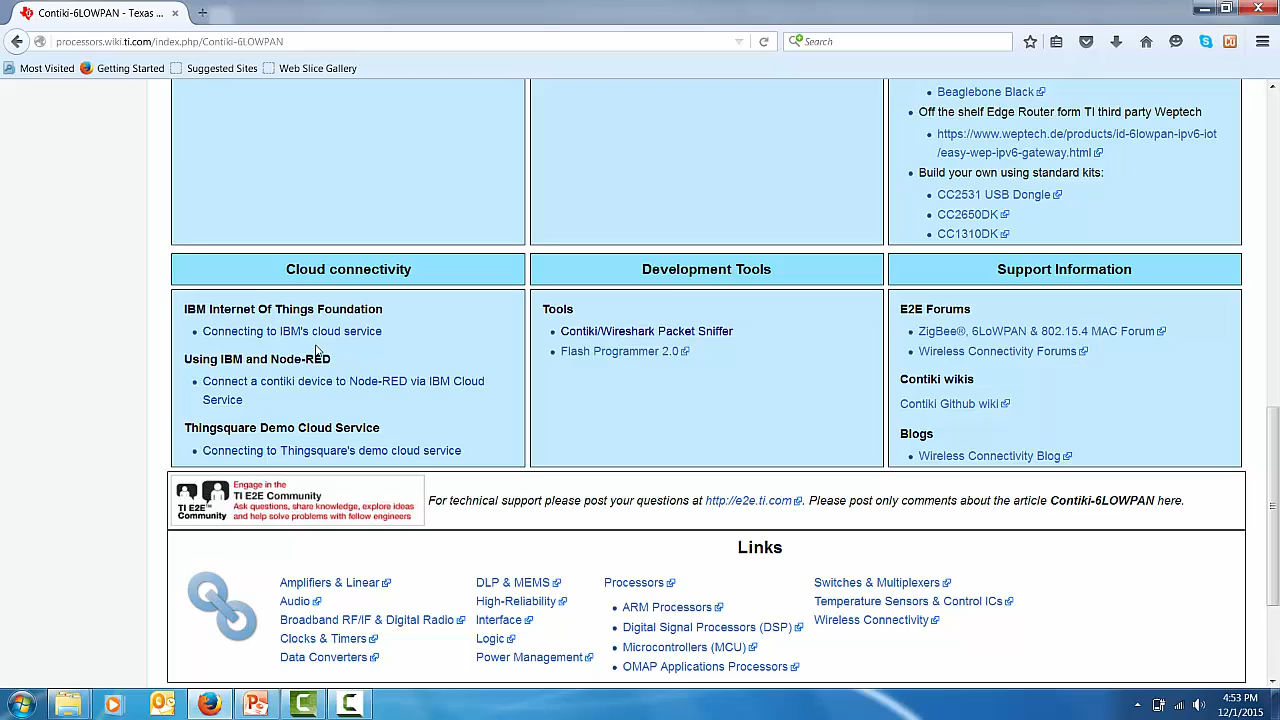 Contiki-6LOWPAN - Texas ...
processors.wiki.ti.com/index.php/Contiki-6LOWPAN
Search
Most Visited
Getting Started
Suggested Sites
Web Slice Gallery
Beaglebone Black
Off the shelf Edge Router form TI third party Weptech
https://www.weptech.de/products/id-6lowpan-ipv6-iot
/easy-wep-ipv6-gateway.html
Build your own using standard kits:
CC2531 USB Dongle
CC2650DK
CC1310DK
Cloud connectivity
IBM Internet Of Things Foundation
Connecting to IBM's cloud service
Using IBM and Node-RED
Connect a contiki device to Node-RED via IBM Cloud
Service
Thingsquare Demo Cloud Service
Connecting to Thingsquare's demo cloud service
Development Tools
Tools
Contiki/Wireshark Packet Sniffer
Flash Programmer 2.0
Support Information
E2E Forums
ZigBee®, 6LoWPAN & 802.15.4 MAC Forum
Wireless Connectivity Forums
Contiki wikis
Contiki Github wiki
Blogs
Wireless Connectivity Blog
TI E2E™
Community
Engage in the
TI E2E Community
Ask questions, share knowledge, explore ideas
and help solve problems with fellow engineers
For technical support please post your questions at http://e2e.ti.com. Please post only comments about the article Contiki-6LOWPAN here.
Links
Amplifiers & Linear
Audio
Broadband RF/IF & Digital Radio
Clocks & Timers
Data Converters
DLP & MEMS
High-Reliability
Interface
Logic
Power Management
Processors
ARM Processors
Digital Signal Processors (DSP)
Microcontrollers (MCU)
OMAP Applications Processors
Switches & Multiplexers
Temperature Sensors & Control ICs
Wireless Connectivity
4:53 PM
12/1/2015